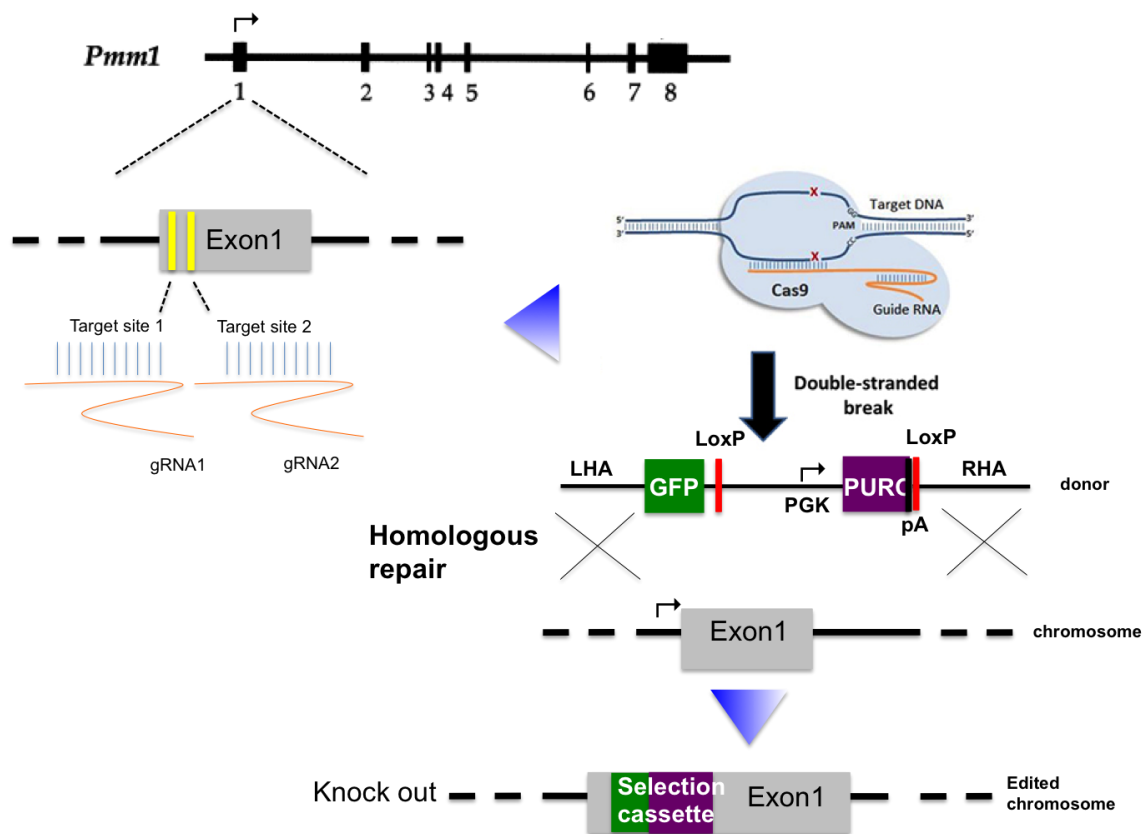 Pmm1
1 2 3 4 5 6 7 8
Exon1
Target site 1
Target site 2
gRNA1
gRNA2
X
GG
Target DNA
5'
3'
3'
5'
PAM
X
CC
Cas9
Guide RNA
Double-stranded
break
LoxP
LoxP
LHA
GFP
PGK
PURO
pA
RHA
donor
Homologous
repair
Exon1
chromosome
Knock out
Selection
cassette
Exon1
Edited
chromosome